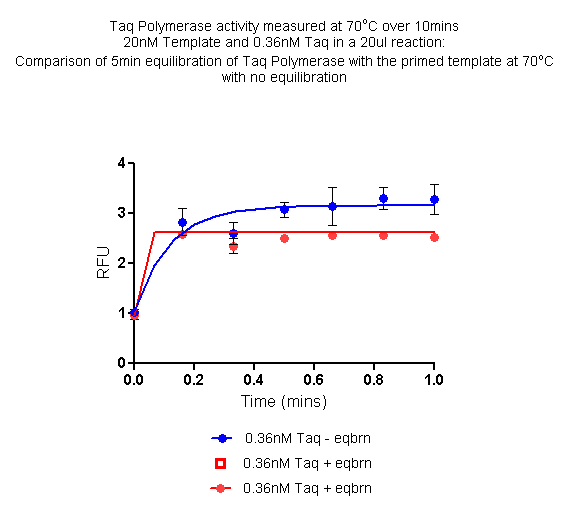 Taq Polymerase activity measured at 70°C over 10mins
20nM Template and 0.36nM Taq in a 20ul reaction:
Comparison of 5min equilibration of Taq Polymerase with the primed template at 70°C
with no equilibration
4
3
2
1
0
RFU
0.0 0.2 0.4 0.6 0.8 1.0
Time (mins)
0.36nM Taq - eqbrn
0.36nM Taq + eqbrn
0.36nM Taq + eqbrn